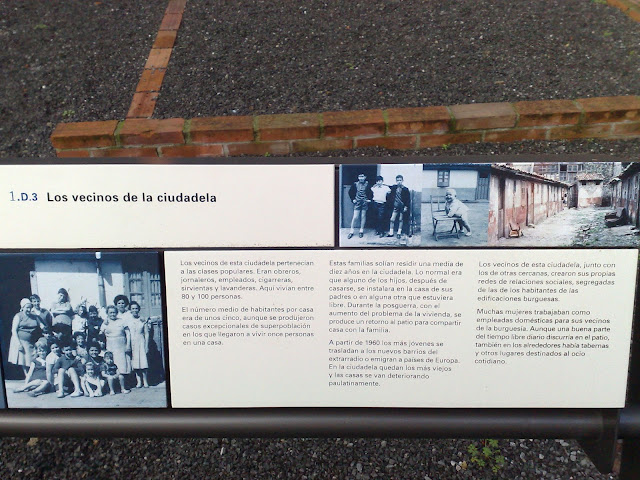 1.D.3 Los vecinos de la ciudadela
Los vecinos de esta ciudadela pertenecían
a las clases populares. Eran obreros,
jornaleros, empleados, cigarreras,
sirvientas y lavanderas. Aquí vivían entre
80 y 100 personas.
El número medio de habitantes por casa
era de unos cinco, aunque se produjeron
casos excepcionales de superpoblación
en los que llegaron a vivir once personas
en una casa.
Estas familias solían residir una media de
diez años en la ciudadela. Lo normal era
que alguno de los hijos, después de
casarse, se instalara en la casa de sus
padres o en alguna otra que estuviera
libre. Durante la posguerra, con el
aumento del problema de la vivienda, se
produce un retorno al patio para compartir
casa con la familia.
A partir de 1960 los más jóvenes se
trasladan a los nuevos barrios del
extrarradio o emigran a países de Europa.
En la ciudadela quedan los más viejos
y las casas se van deteriorando
paulatinamente.
Los vecinos de esta ciudadela, junto con
los de otras cercanas, crearon sus propias
redes de relaciones sociales, segregadas
de las de los habitantes de las
edificaciones burguesas.
Muchas mujeres trabajaban como
empleadas domésticas para sus vecinos
de la burguesía. Aunque una buena parte
del tiempo libre diario discurría en el patio,
también en los alrededores había tabernas
y otros lugares destinados al ocio
cotidiano.